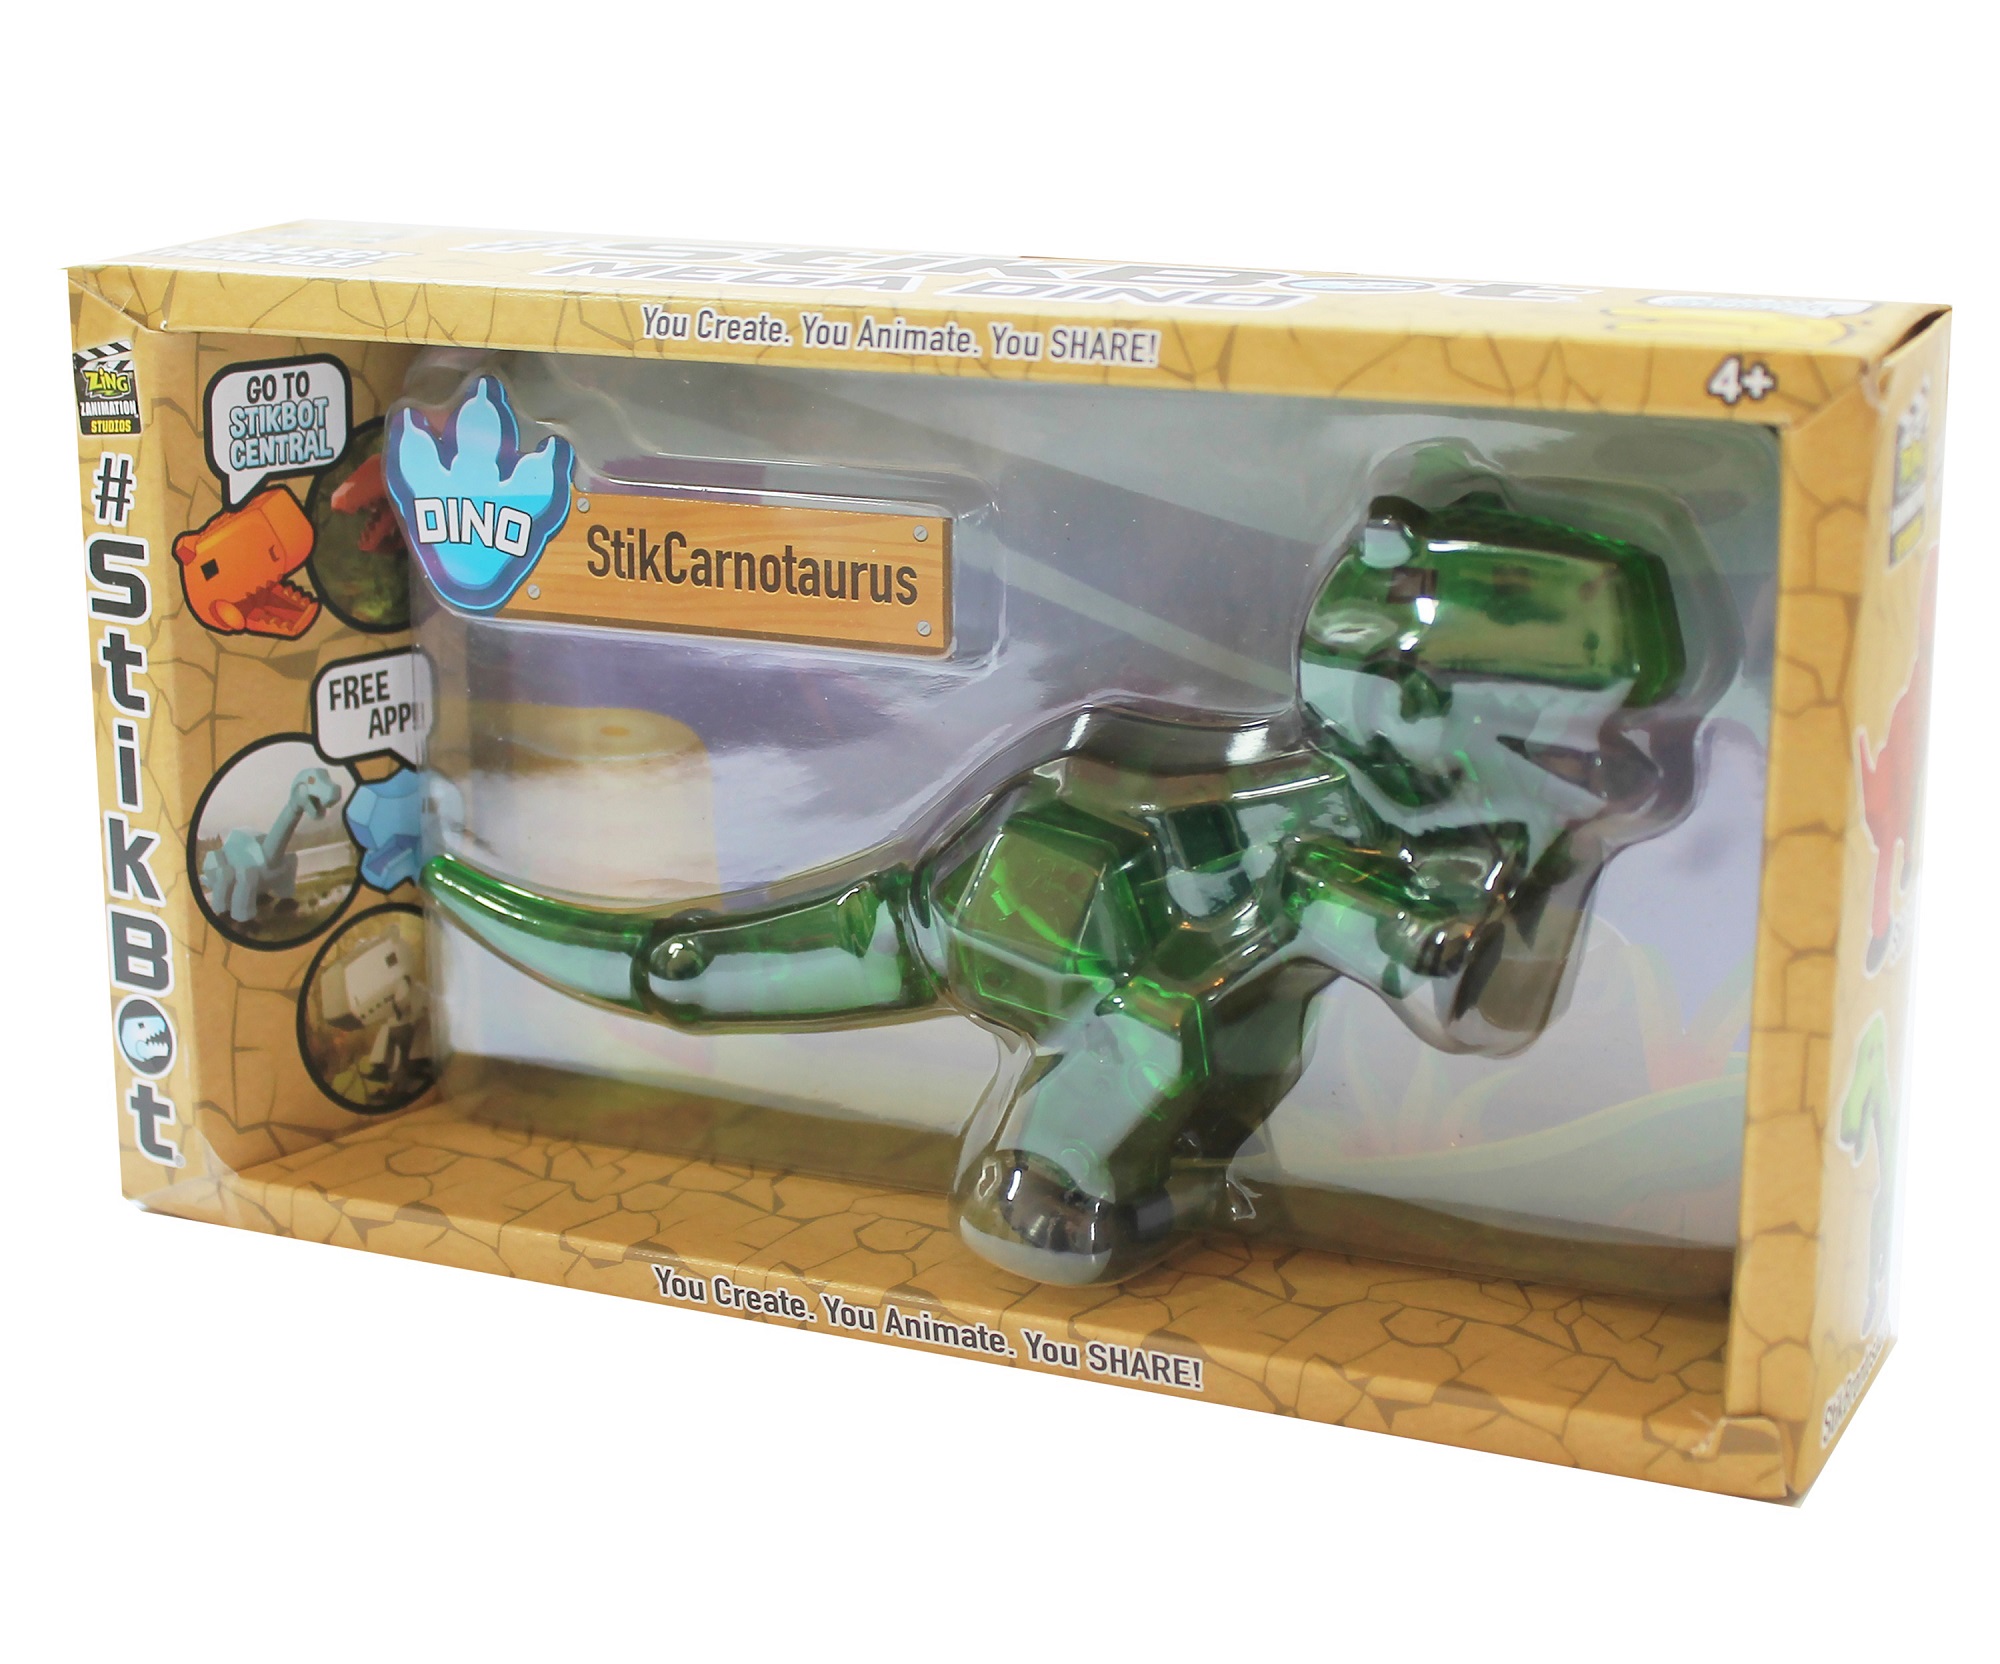 #StikBot
MEGA DINO
You Create. You Animate. You SHARE!
4+
ZING
ZANIMATION
STUDIOS
GO TO
STIKBOT
CENTRAL
DINO
StikCarnotaurus
FREE
APP!
#StikBot
You Create. You Animate. You SHARE!